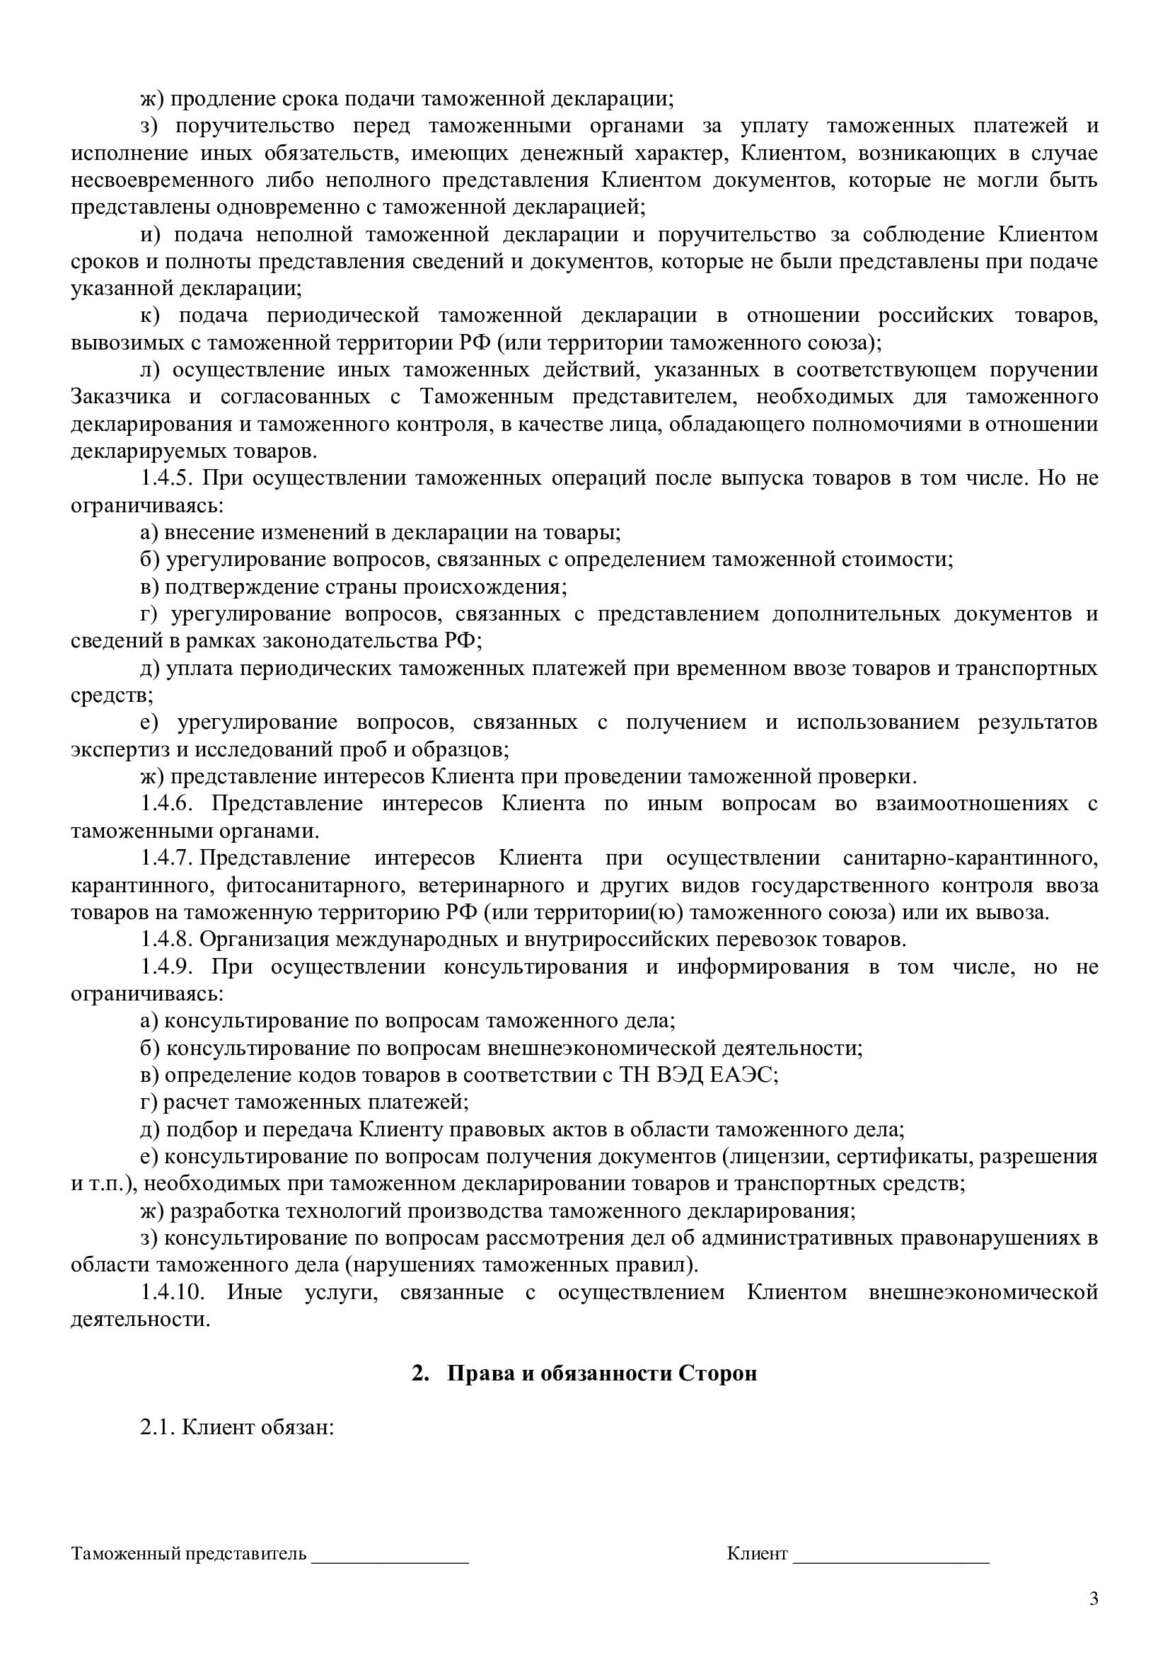 ж) продление срока подачи таможенной декларации;
з) поручительство перед таможенными органами за уплату таможенных платежей и
исполнение иных обязательств, имеющих денежный характер, Клиентом, возникающих в случае
несвоевременного либо неполного представления Клиентом документов, которые не могли быть
представлены одновременно с таможенной декларацией;
и) подача неполной таможенной декларации и поручительство за соблюдение Клиентом
сроков и полноты представления сведений и документов, которые не были представлены при подаче
указанной декларации;
к) подача периодической таможенной декларации в отношении российских товаров,
вывозимых с таможенной территории РФ (или территории таможенного союза);
л) осуществление иных таможенных действий, указанных в соответствующем поручении
Заказчика и согласованных с Таможенным представителем, необходимых для таможенного
декларирования и таможенного контроля, в качестве лица, обладающего полномочиями в отношении
декларируемых товаров.
1.4.5. При осуществлении таможенных операций после выпуска товаров в том числе. Но не
ограничиваясь:
а) внесение изменений в декларации на товары;
б) урегулирование вопросов, связанных с определением таможенной стоимости;
в) подтверждение страны происхождения;
г) урегулирование вопросов, связанных с представлением дополнительных документов и
сведений в рамках законодательства РФ;
д) уплата периодических таможенных платежей при временном ввозе товаров и транспортных
средств;
е) урегулирование вопросов, связанных с получением и использованием результатов
экспертиз и исследований проб и образцов;
ж) представление интересов Клиента при проведении таможенной проверки.
1.4.6. Представление интересов Клиента по иным вопросам во взаимоотношениях с
таможенными органами.
1.4.7. Представление интересов Клиента при осуществлении санитарно-карантинного,
карантинного, фитосанитарного, ветеринарного и других видов государственного контроля ввоза
товаров на таможенную территорию РФ (или территории(ю) таможенного союза) или их вывоза.
1.4.8. Организация международных и внутрироссийских перевозок товаров.
1.4.9. При осуществлении консультирования и информирования в том числе, но не
ограничиваясь:
а) консультирование по вопросам таможенного дела;
б) консультирование по вопросам внешнеэкономической деятельности;
в) определение кодов товаров в соответствии с ТН ВЭД ЕАЭС;
г) расчет таможенных платежей;
д) подбор и передача Клиенту правовых актов в области таможенного дела;
е) консультирование по вопросам получения документов (лицензии, сертификаты, разрешения
и т.п.), необходимых при таможенном декларировании товаров и транспортных средств;
ж) разработка технологий производства таможенного декларирования;
з) консультирование по вопросам рассмотрения дел об административных правонарушениях в
области таможенного дела (нарушениях таможенных правил).
1.4.10. Иные услуги, связанные с осуществлением Клиентом внешнеэкономической
деятельности.
2. Права и обязанности Сторон
2.1. Клиент обязан:
Таможенный представитель ________________ Клиент ____________________
3